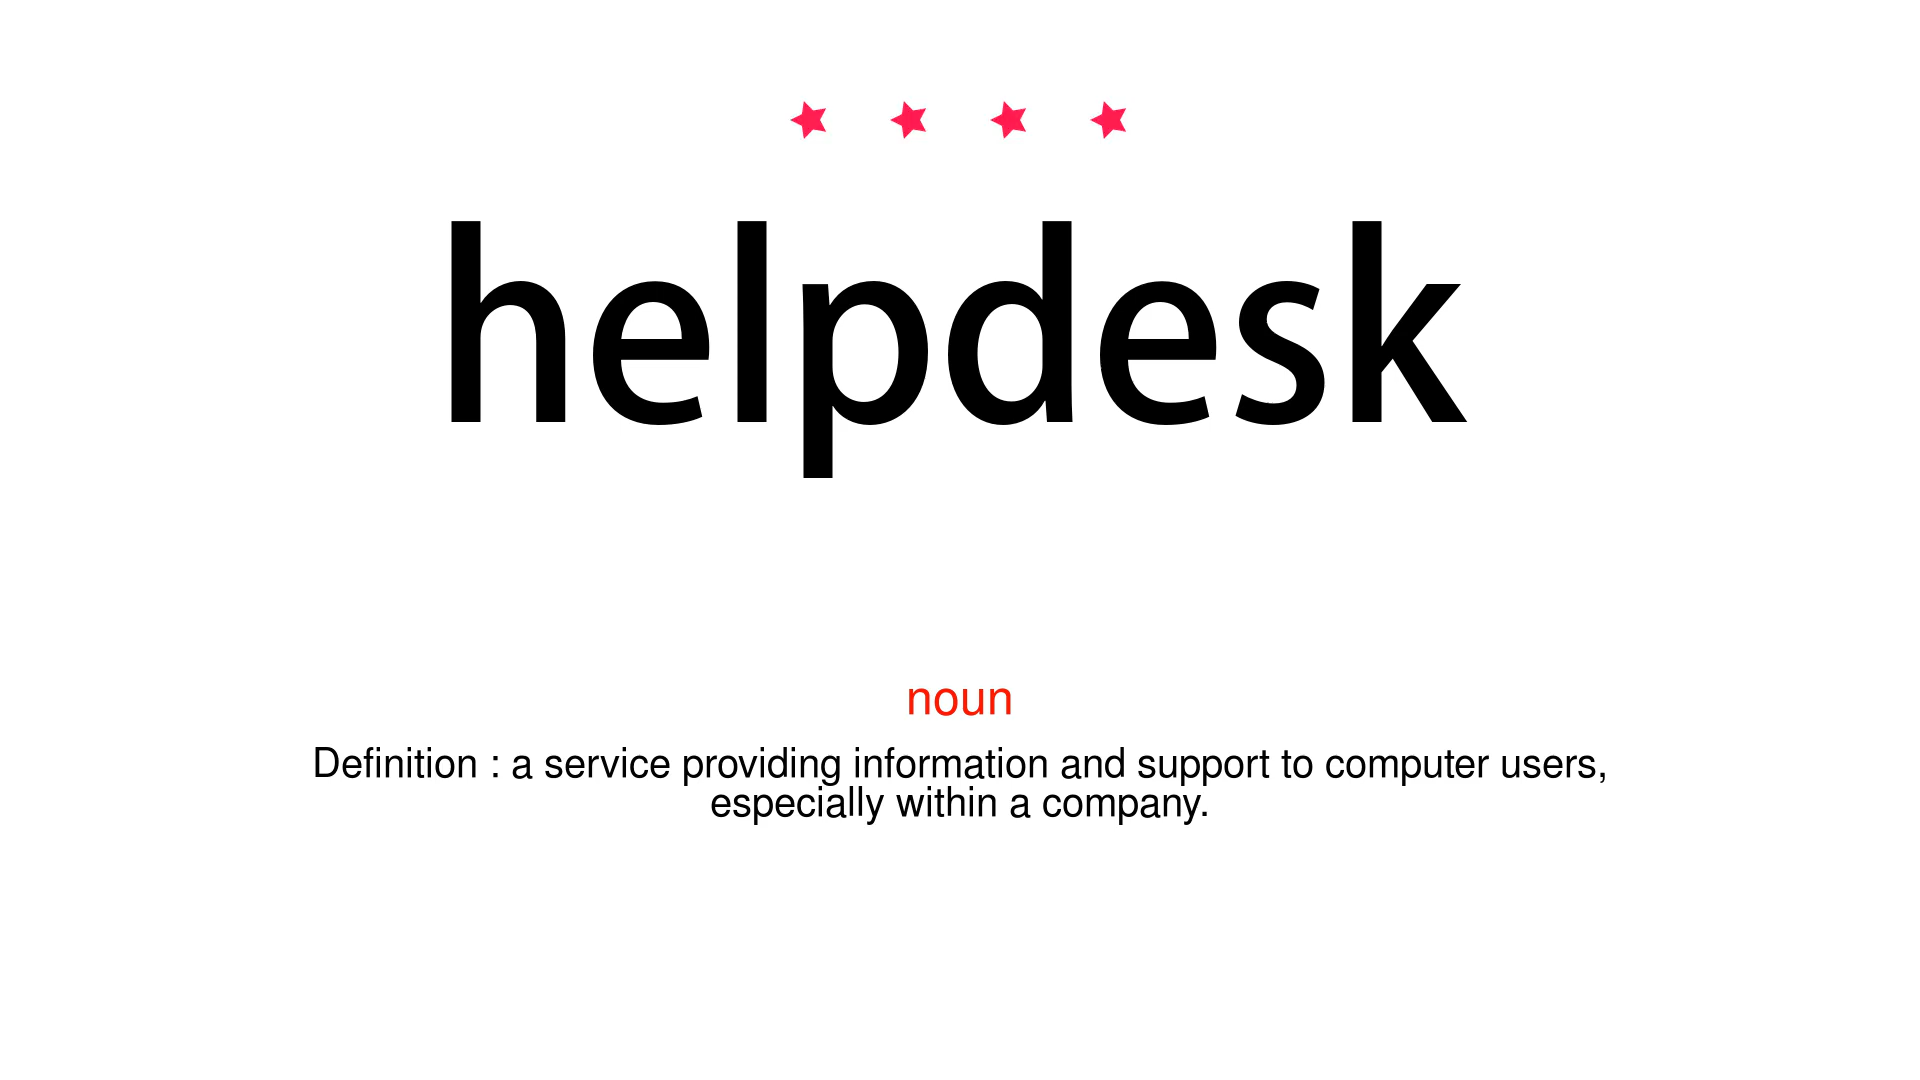 helpdesk
noun
Definition : a service providing information and support to computer users,
especially within a company.